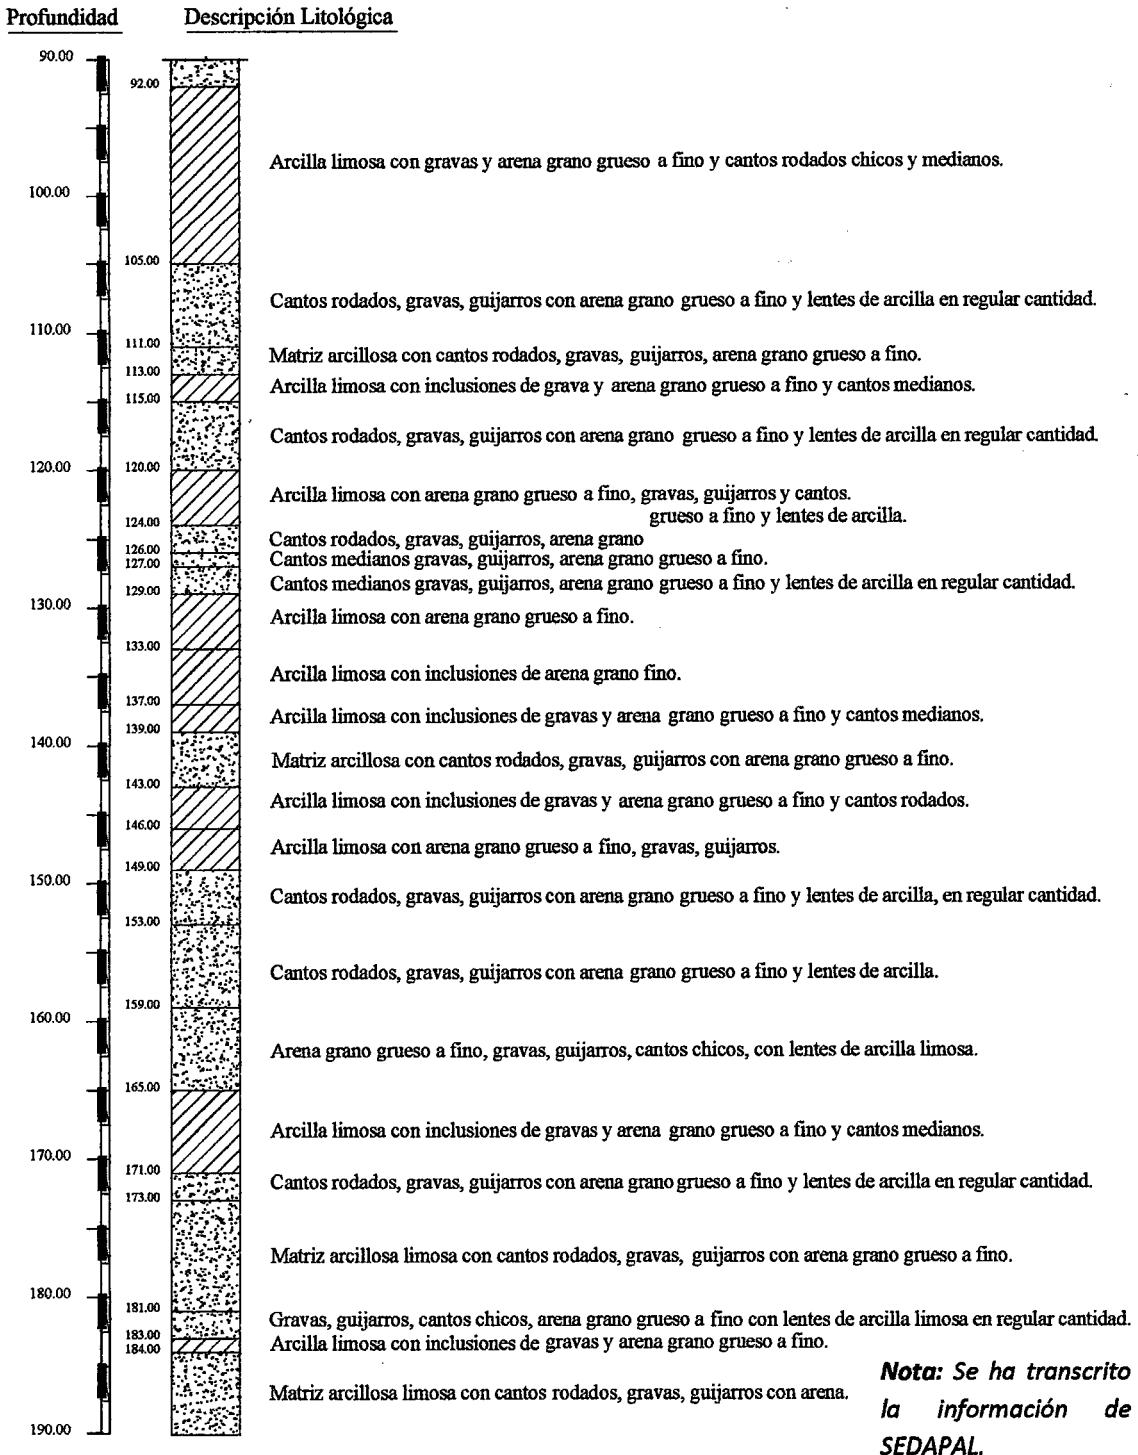 Profundidad Descripción Litológica
90.00
92.00
Arcilla limosa con gravas y arena grano grueso a fino y cantos rodados chicos y medianos.
100.00
105.00
Cantos rodados, gravas, guijarros con arena grano grueso a fino y lentes de arcilla en regular cantidad.
110.00
111.00
Matriz arcillosa con cantos rodados, gravas, guijarros, arena grano grueso a fino.
113.00
Arcilla limosa con inclusiones de grava y arena grano grueso a fino y cantos medianos.
115.00
Cantos rodados, gravas, guijarros con arena grano grueso a fino y lentes de arcilla en regular cantidad.
120.00
120.00
Arcilla limosa con arena grano grueso a fino, gravas, guijarros y cantos.
grueso a fino y lentes de arcilla.
124.00
Cantos rodados, gravas, guijarros, arena grano
126.00
Cantos medianos gravas, guijarros, arena grano grueso a fino.
127.00
Cantos medianos gravas, guijarros, arena grano grueso a fino y lentes de arcilla en regular cantidad.
129.00
130.00
Arcilla limosa con arena grano grueso a fino.
133.00
Arcilla limosa con inclusiones de arena grano fino.
137.00
Arcilla limosa con inclusiones de gravas y arena grano grueso a fino y cantos medianos.
139.00
140.00
Matriz arcillosa con cantos rodados, gravas, guijarros con arena grano grueso a fino.
143.00
Arcilla limosa con inclusiones de gravas y arena grano grueso a fino y cantos rodados.
146.00
Arcilla limosa con arena grano grueso a fino, gravas, guijarros.
149.00
150.00
Cantos rodados, gravas, guijarros con arena grano grueso a fino y lentes de arcilla, en regular cantidad.
153.00
Cantos rodados, gravas, guijarros con arena grano grueso a fino y lentes de arcilla.
159.00
160.00
Arena grano grueso a fino, gravas, guijarros, cantos chicos, con lentes de arcilla limosa.
165.00
Arcilla limosa con inclusiones de gravas y arena grano grueso a fino y cantos medianos.
170.00
171.00
Cantos rodados, gravas, guijarros con arena grano grueso a fino y lentes de arcilla en regular cantidad.
173.00
Matriz arcillosa limosa con cantos rodados, gravas, guijarros con arena grano grueso a fino.
180.00
181.00
Gravas, guijarros, cantos chicos, arena grano grueso a fino con lentes de arcilla limosa en regular cantidad.
183.00
Arcilla limosa con inclusiones de gravas y arena grano grueso a fino.
184.00
Matriz arcillosa limosa con cantos rodados, gravas, guijarros con arena.
190.00
Nota: Se ha transcrito
la información de
SEDAPAL.